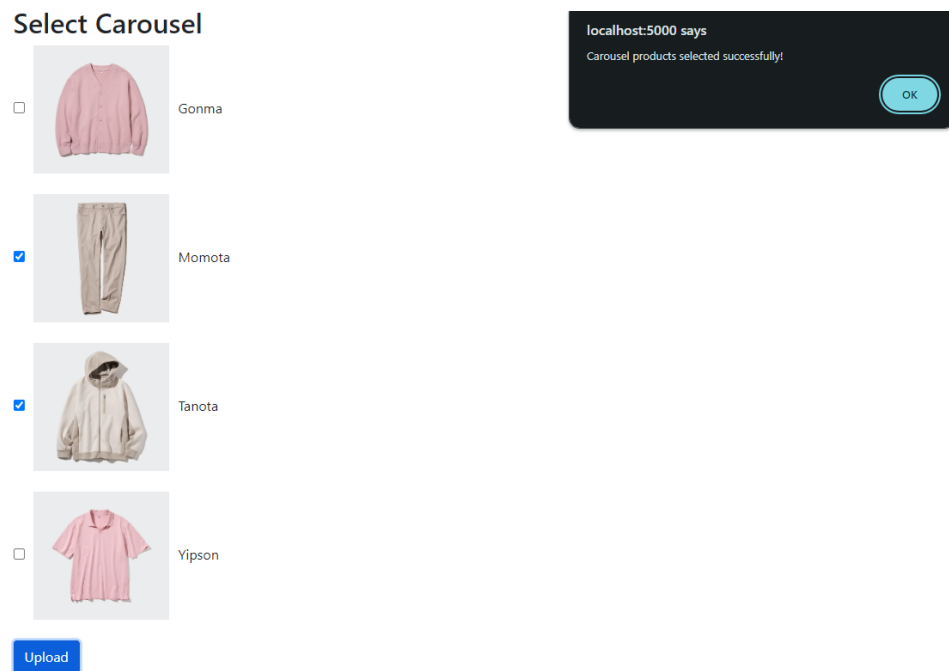 Select Carousel
localhost:5000 says
Carousel products selected successfully!
OK
Gonma
Momota
Tanota
Yipson
Upload